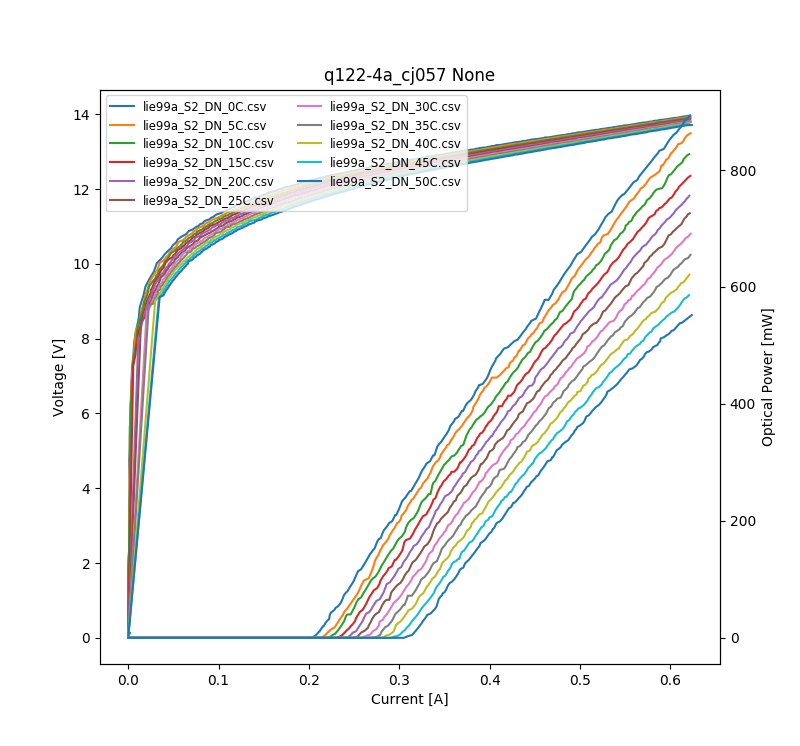 q122-4a_cj057 None
lie99a_S2_DN_0C.csv
lie99a_S2_DN_5C.csv
lie99a_S2_DN_10C.csv
lie99a_S2_DN_15C.csv
lie99a_S2_DN_20C.csv
lie99a_S2_DN_25C.csv
lie99a_S2_DN_30C.csv
lie99a_S2_DN_35C.csv
lie99a_S2_DN_40C.csv
lie99a_S2_DN_45C.csv
lie99a_S2_DN_50C.csv
Voltage [V]
14
12
10
8
6
4
2
0
0.0 0.1 0.2 0.3 0.4 0.5 0.6
Current [A]
800
600
400
200
0
Optical Power [mW]